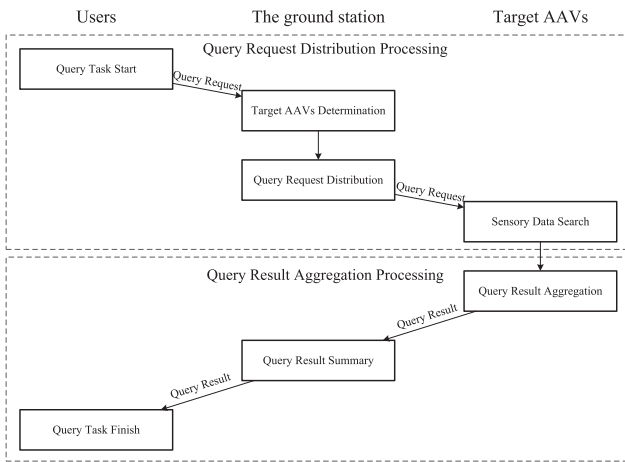 Users
The ground station
Target AAVs
Query Request Distribution Processing
Query Task Start
Query Request
Target AAVs Determination
Query Request Distribution
Query Request
Sensory Data Search
Query Result Aggregation Processing
Query Result Aggregation
Query Result
Query Result Summary
Query Result
Query Task Finish